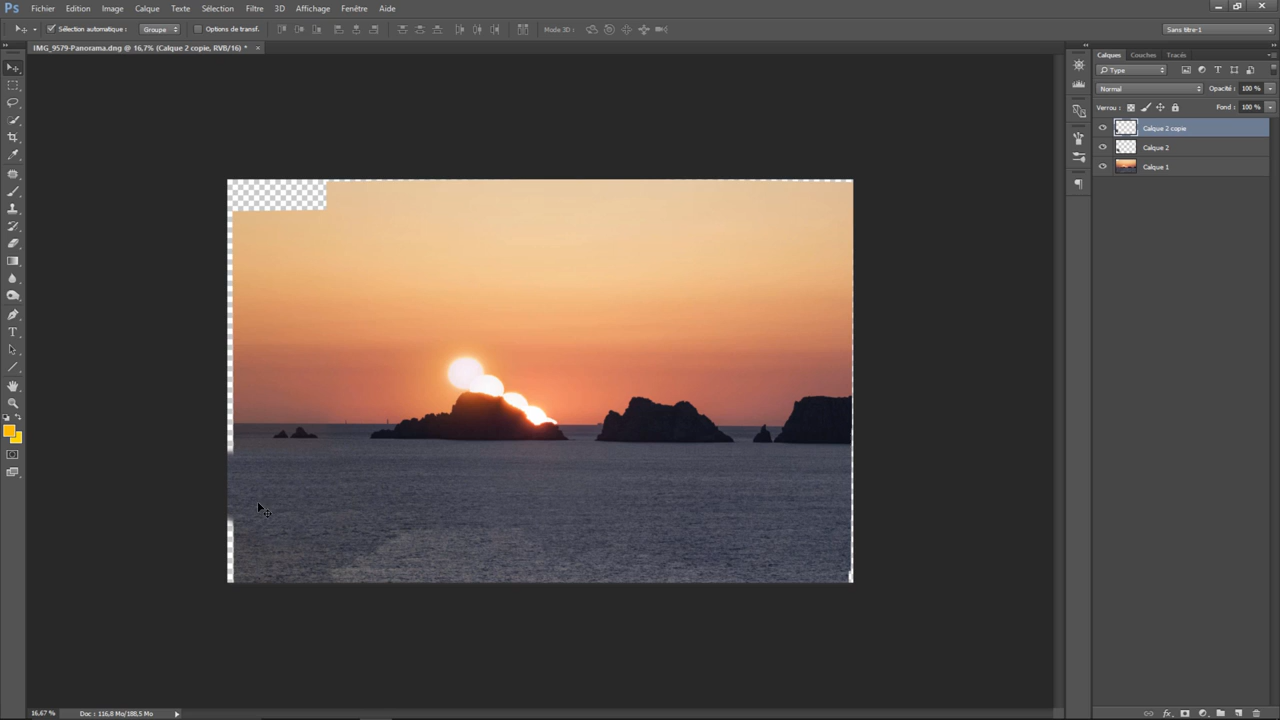 Ps Fichier Edition Image Calque Texte Sélection Filtre 3D Affichage Fenêtre Aide
Sélection automatique : Groupe Options de transf. Mode 3D : Sans titre-1
IMG_9579-Panorama.dng @ 16,7% (Calque 2 copie, RVB/16) * ×
Calques Couches Tracés
Type
Normal Opacité : 100 %
Verrou : Fond : 100 %
Calque 2 copie
Calque 2
Calque 1
16.67 % Doc : 116,8 Mo/188,5 Mo